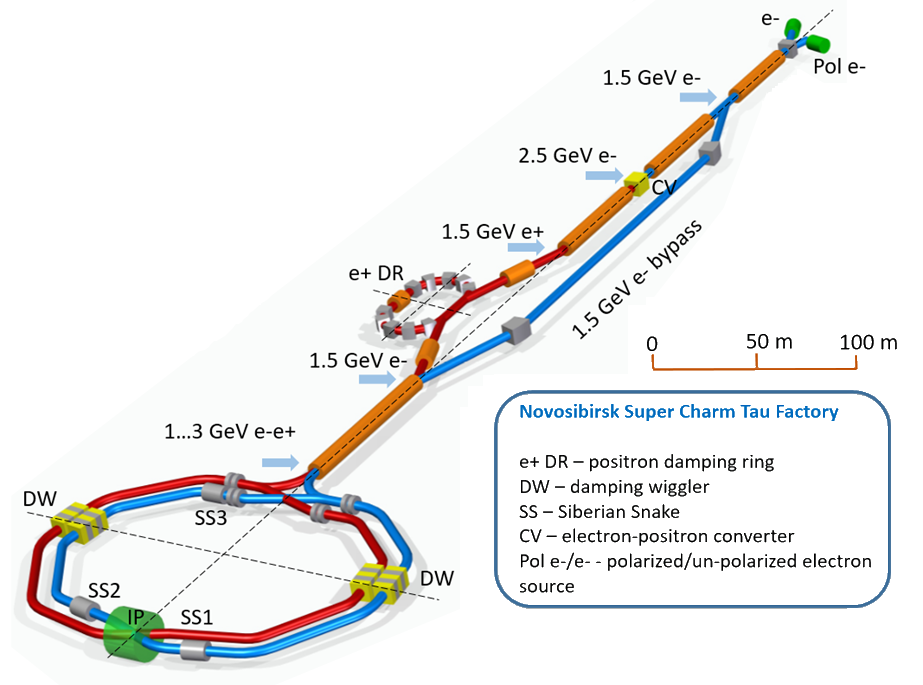 e-
Pol e-
1.5 GeV e-
2.5 GeV e-
CV
1.5 GeV e+
e+ DR
1.5 GeV e- bypass
0 50 m 100 m
1.5 GeV e-
1...3 GeV e-e+
DW
SS3
DW
SS2
IP
SS1
Novosibirsk Super Charm Tau Factory
e+ DR – positron damping ring
DW – damping wiggler
SS – Siberian Snake
CV – electron-positron converter
Pol e-/e- - polarized/un-polarized electron
source